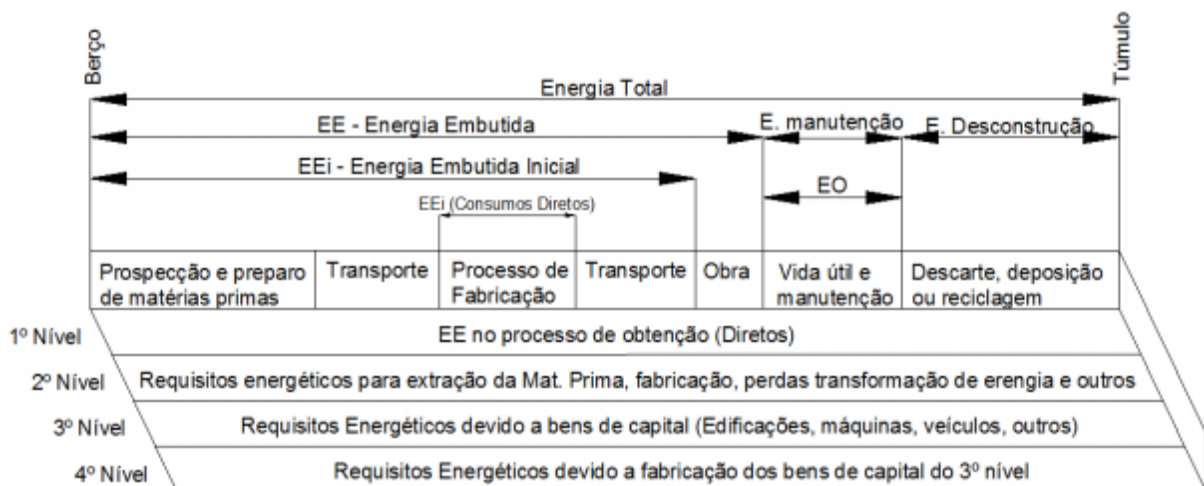 Berço
Túmulo
Energia Total
EE - Energia Embutida
E. manutenção
E. Desconstrução
EEi - Energia Embutida Inicial
EO
EEi (Consumos Diretos)
Prospecção e preparo
de matérias primas
Transporte
Processo de
Fabricação
Transporte
Obra
Vida útil e
manutenção
Descarte, deposição
ou reciclagem
1º Nível
EE no processo de obtenção (Diretos)
2º Nível
Requisitos energéticos para extração da Mat. Prima, fabricação, perdas transformação de erengia e outros
3º Nível
Requisitos Energéticos devido a bens de capital (Edificações, máquinas, veículos, outros)
4º Nível
Requisitos Energéticos devido a fabricação dos bens de capital do 3º nível